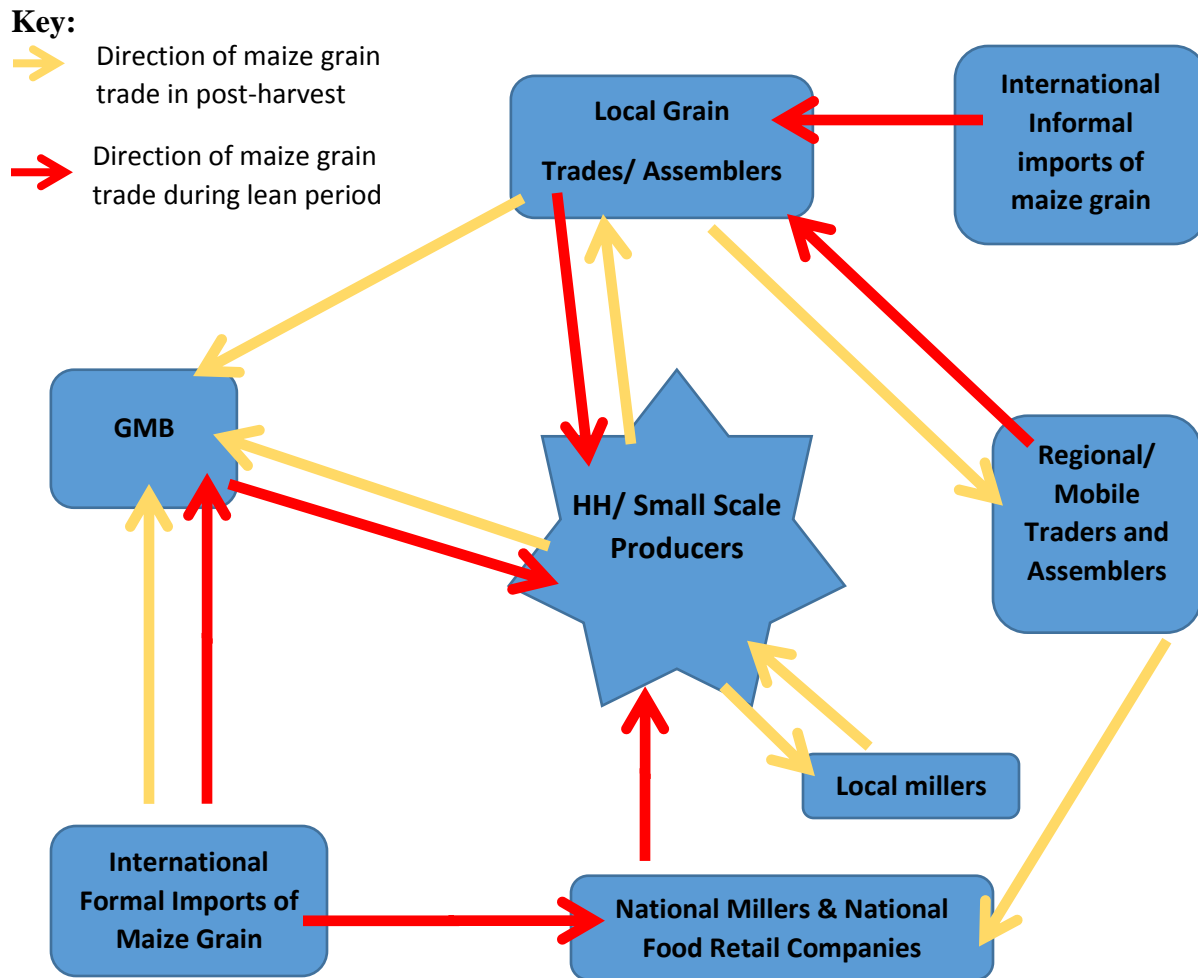 Key:
Direction of maize grain
trade in post-harvest
Direction of maize grain
trade during lean period
Local Grain
Trades/ Assemblers
International
Informal
imports of
maize grain
GMB
HH/ Small Scale
Producers
Regional/
Mobile
Traders and
Assemblers
Local millers
International
Formal Imports of
Maize Grain
National Millers & National
Food Retail Companies